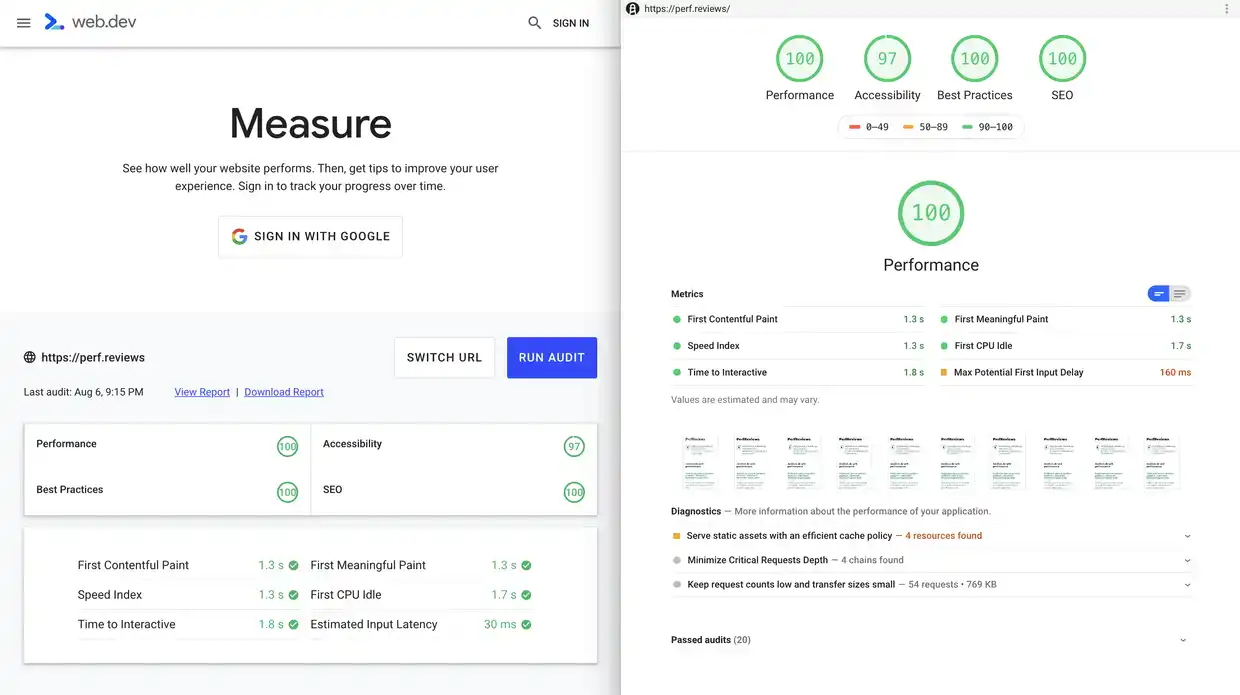 web.dev
SIGN IN
Measure
See how well your website performs. Then, get tips to improve your user
experience. Sign in to track your progress over time.
SIGN IN WITH GOOGLE
https://perf.reviews
SWITCH URL
RUN AUDIT
Last audit: Aug 6, 9:15 PM View Report | Download Report
Performance 100
Accessibility 97
Best Practices 100
SEO 100
First Contentful Paint 1.3 s
First Meaningful Paint 1.3 s
Speed Index 1.3 s
First CPU Idle 1.7 s
Time to Interactive 1.8 s
Estimated Input Latency 30 ms
https://perf.reviews/
100 97 100 100
Performance Accessibility Best Practices SEO
0–49 50–89 90–100
100
Performance
Metrics
First Contentful Paint 1.3 s
First Meaningful Paint 1.3 s
Speed Index 1.3 s
First CPU Idle 1.7 s
Time to Interactive 1.8 s
Max Potential First Input Delay 160 ms
Values are estimated and may vary.
Diagnostics — More information about the performance of your application.
Serve static assets with an efficient cache policy — 4 resources found
Minimize Critical Requests Depth — 4 chains found
Keep request counts low and transfer sizes small — 54 requests • 769 KB
Passed audits (20)